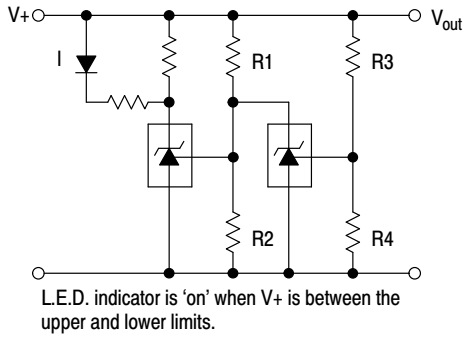 V+
Vout
I
R1
R3
R2
R4
L.E.D. indicator is ‘on’ when V+ is between the
upper and lower limits.